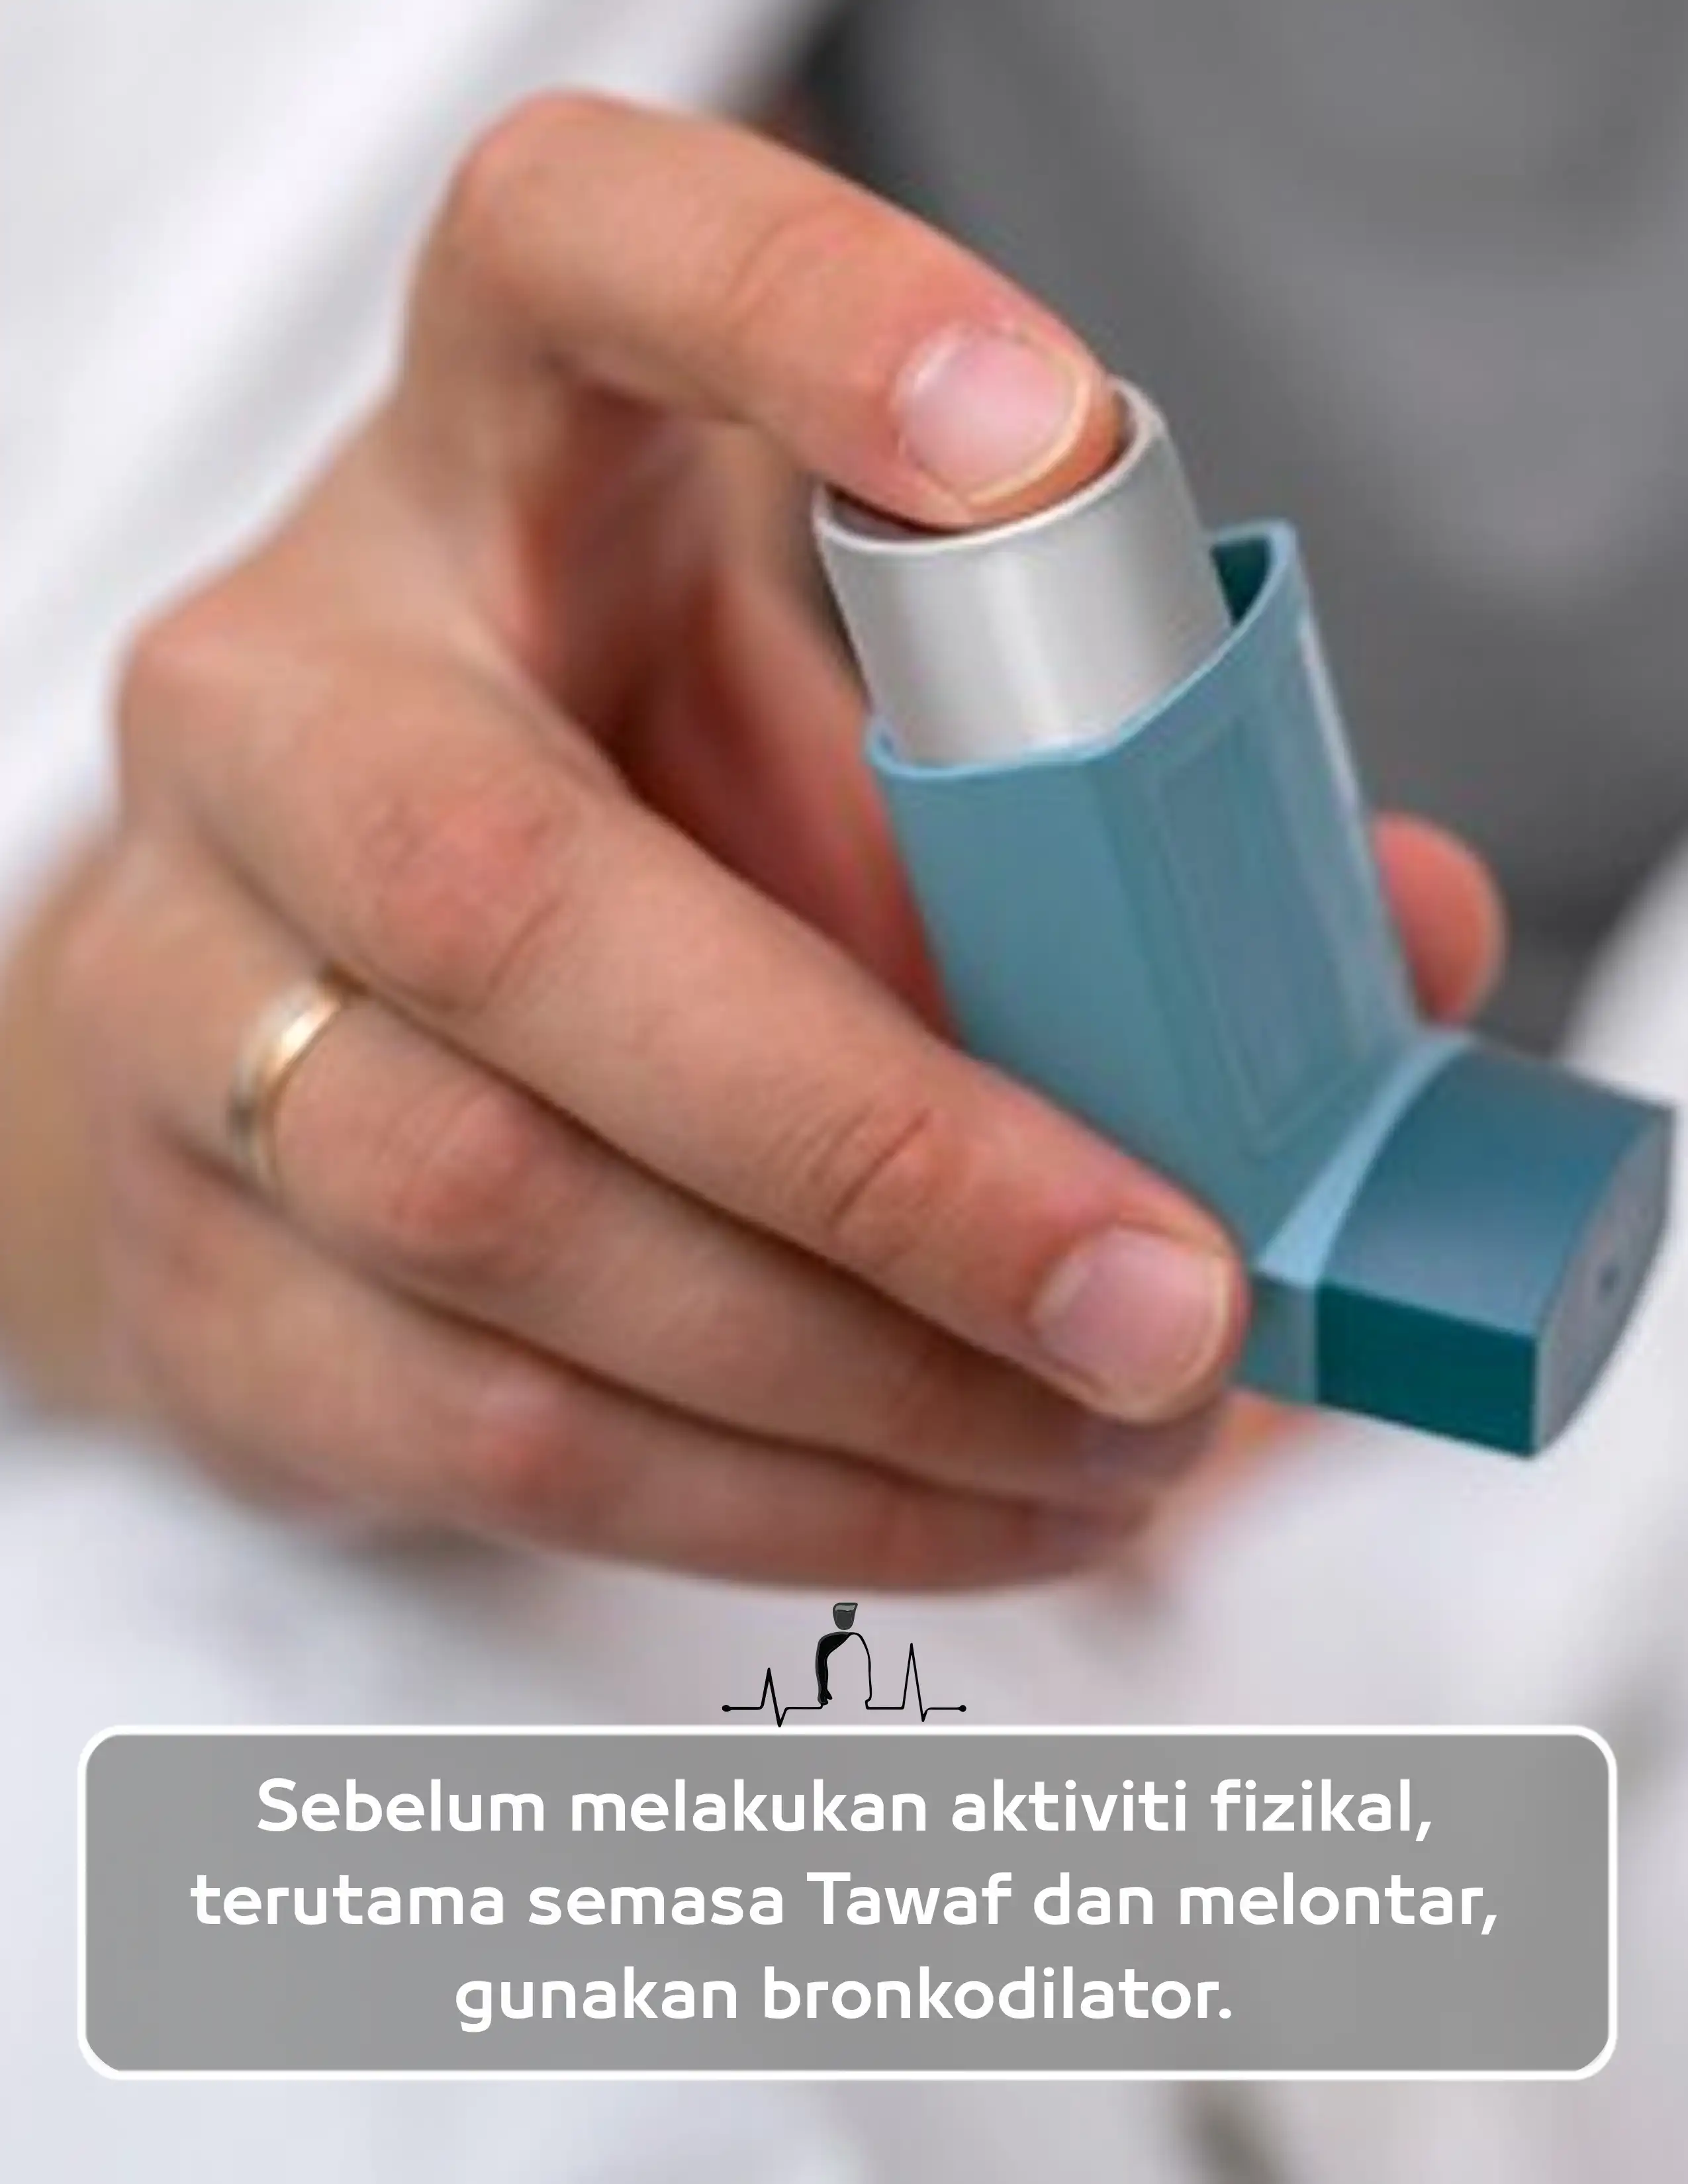 Sebelum melakukan aktiviti fizikal,
terutama semasa Tawaf dan melontar,
gunakan bronkodilator.